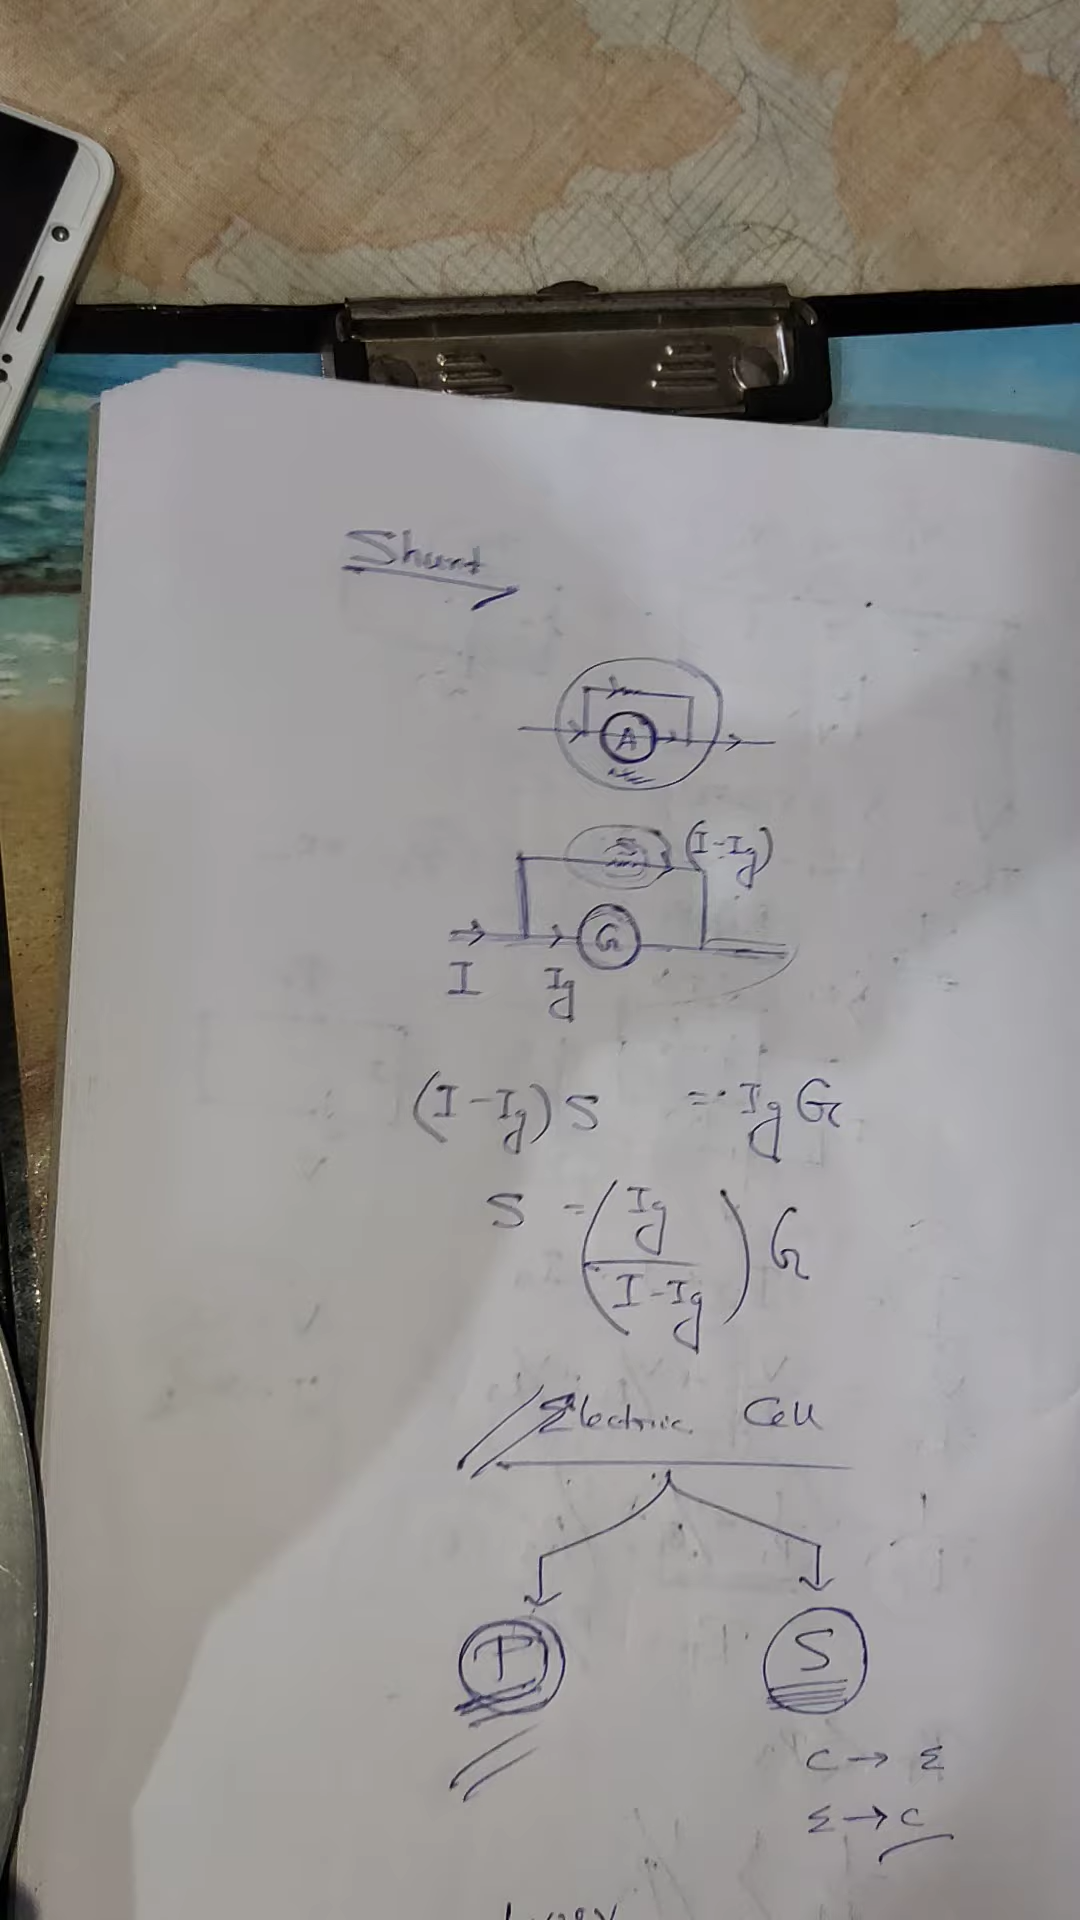 Shunt
A
S (I-Ig)
G
I Ig
(I-Ig)S = Ig G
S = (Ig / I-Ig) G
Electric Cell
P S
C → E
E → C